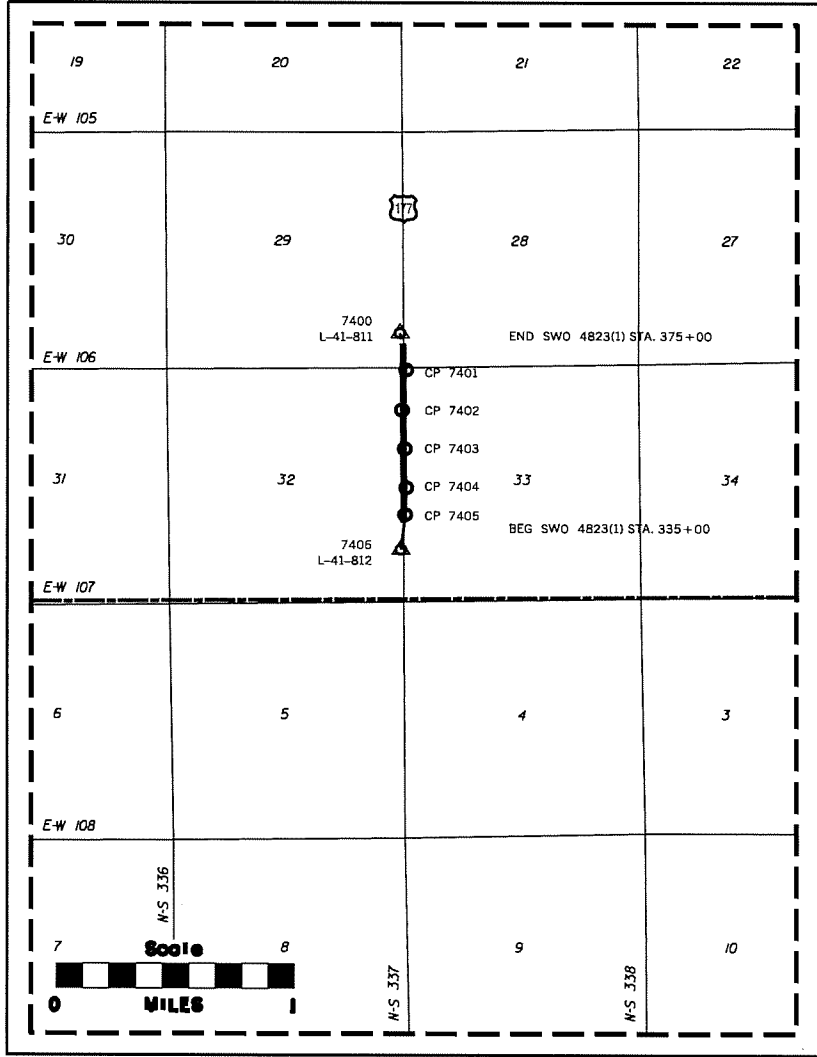 19 20 21 22
E-W 105
177
30 29 28 27
7400
L-41-811
END SWO 4823(1) STA. 375+00
E-W 106
CP 7401
CP 7402
CP 7403
31 32 33 34
CP 7404
CP 7405
BEG SWO 4823(1) STA. 335+00
7406
L-41-812
E-W 107
6 5 4 3
E-W 108
N-S 336
7 8 9 10
Scale
N-S 337
N-S 338
0 MILES 1